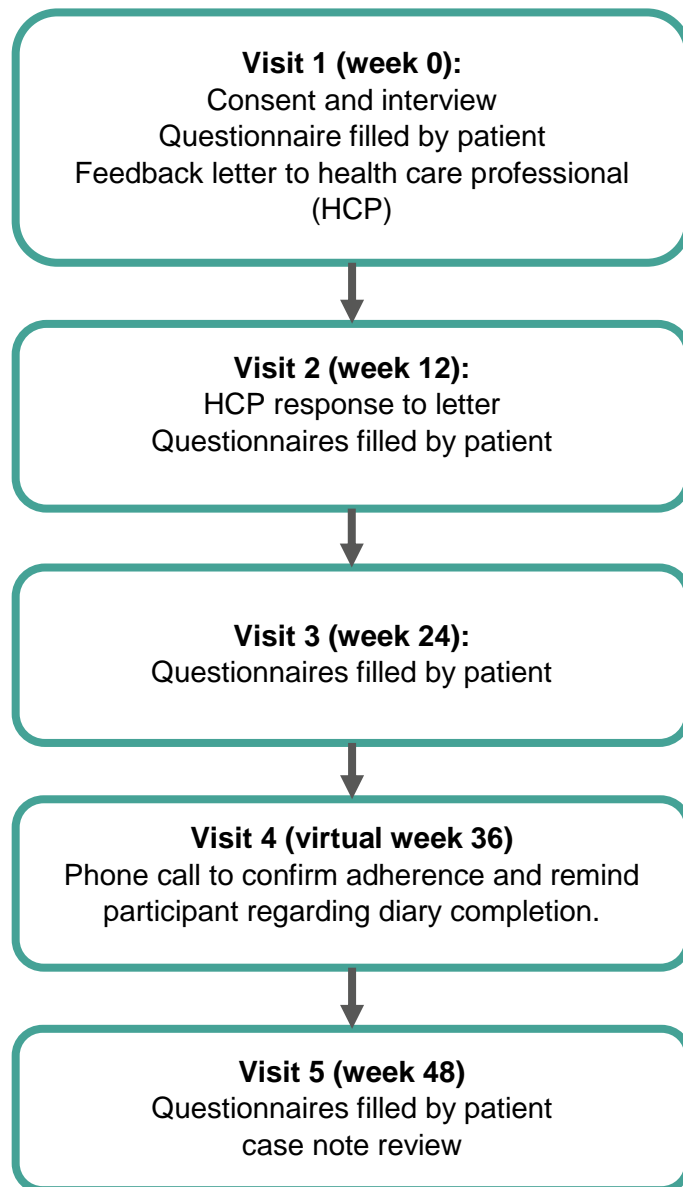 Visit 1 (week 0):
Consent and interview
Questionnaire filled by patient
Feedback letter to health care professional
(HCP)
Visit 2 (week 12):
HCP response to letter
Questionnaires filled by patient
Visit 3 (week 24):
Questionnaires filled by patient
Visit 4 (virtual week 36)
Phone call to confirm adherence and remind
participant regarding diary completion.
Visit 5 (week 48)
Questionnaires filled by patient
case note review